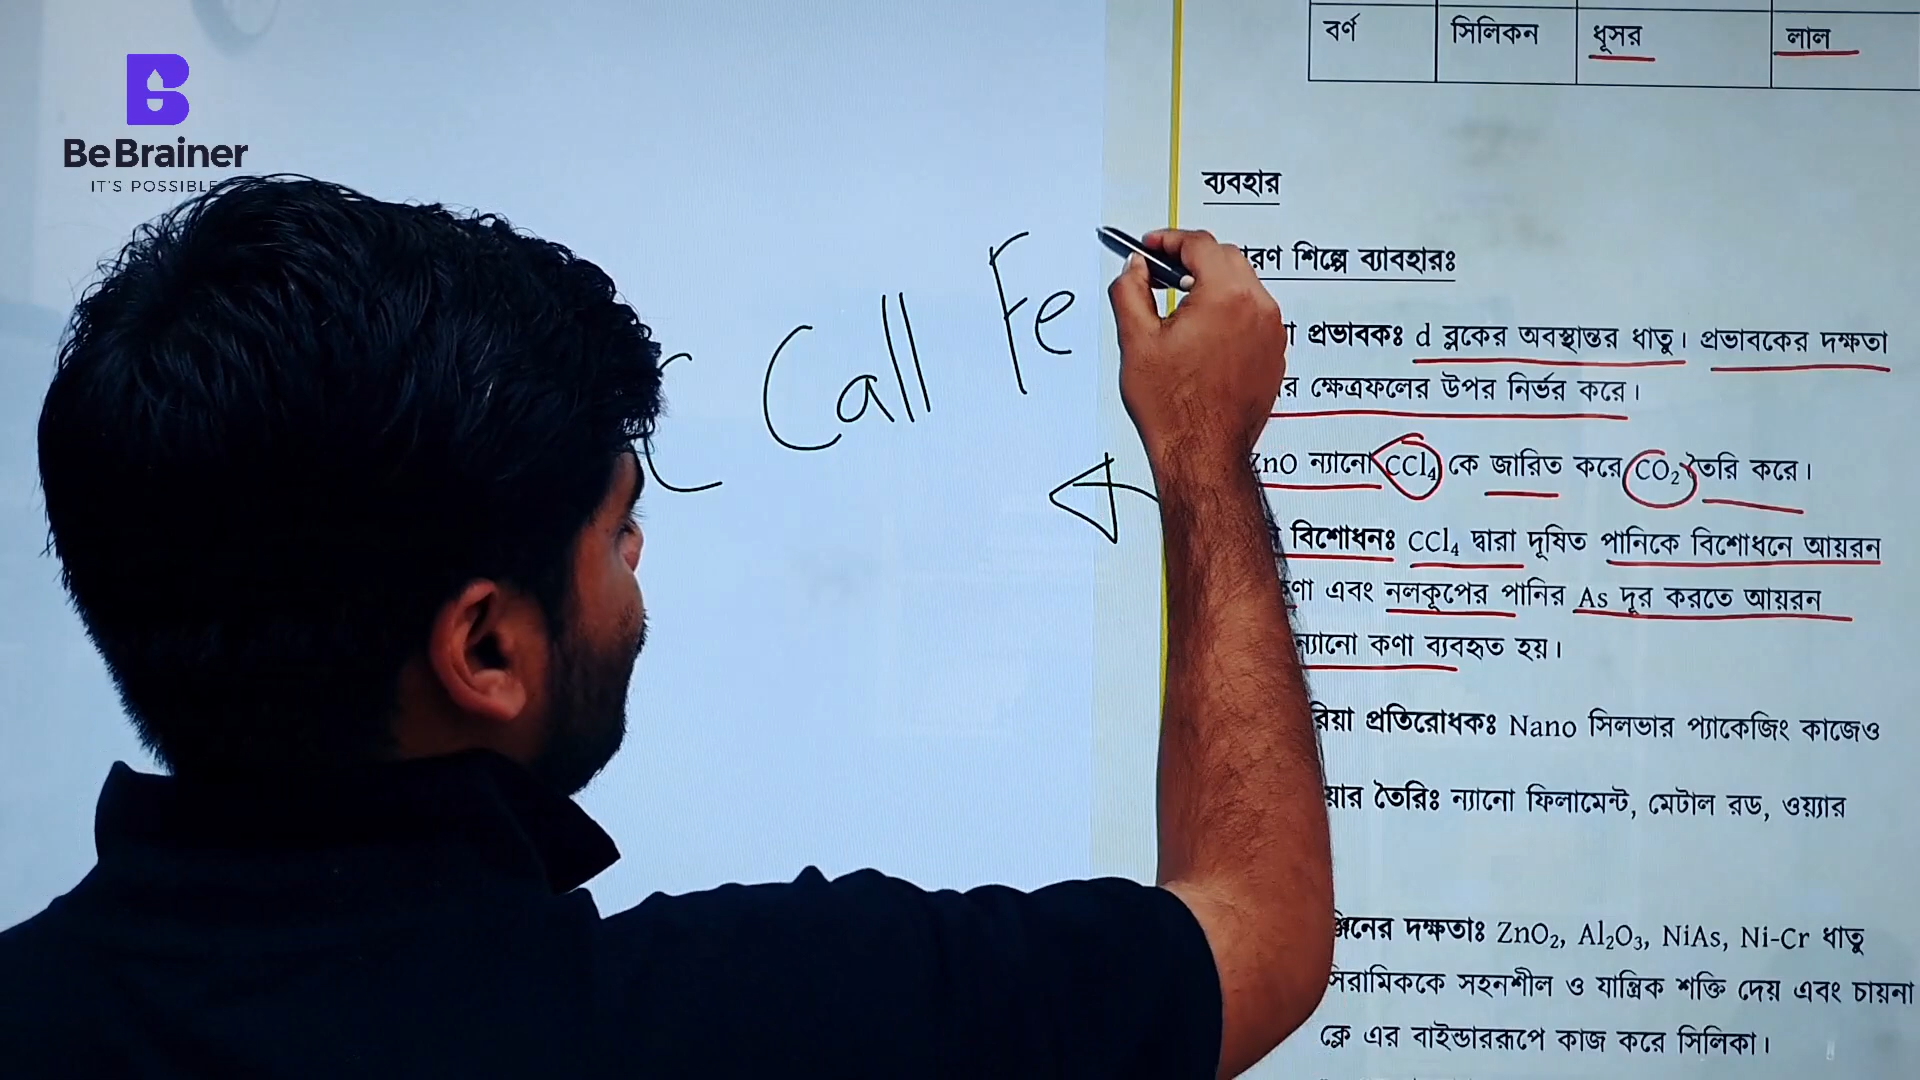 BeBrainer
IT'S POSSIBLE
Call Fe
বর্ণ সিলিকন ধূসর লাল
ব্যবহার
শিল্পে ব্যাবহারঃ
প্রভাবকঃ d ব্লকের অবস্থান্তর ধাতু। প্রভাবকের দক্ষতা
ক্ষেত্রফলের উপর নির্ভর করে।
ZnO ন্যানো CCl₄ কে জারিত করে CO₂ তৈরি করে।
বিশোধনঃ CCl₄ দ্বারা দূষিত পানিকে বিশোধনে আয়রন
এবং নলকূপের পানির As দূর করতে আয়রন
ন্যানো কণা ব্যবহৃত হয়।
প্রতিরোধকঃ Nano সিলভার প্যাকেজিং কাজেও
তৈরিঃ ন্যানো ফিলামেন্ট, মেটাল রড, ওয়্যার
দক্ষতাঃ ZnO₂, Al₂O₃, NiAs, Ni-Cr ধাতু
সিরামিককে সহনশীল ও যান্ত্রিক শক্তি দেয় এবং চায়না
ক্লে এর বাইন্ডাররূপে কাজ করে সিলিকা।